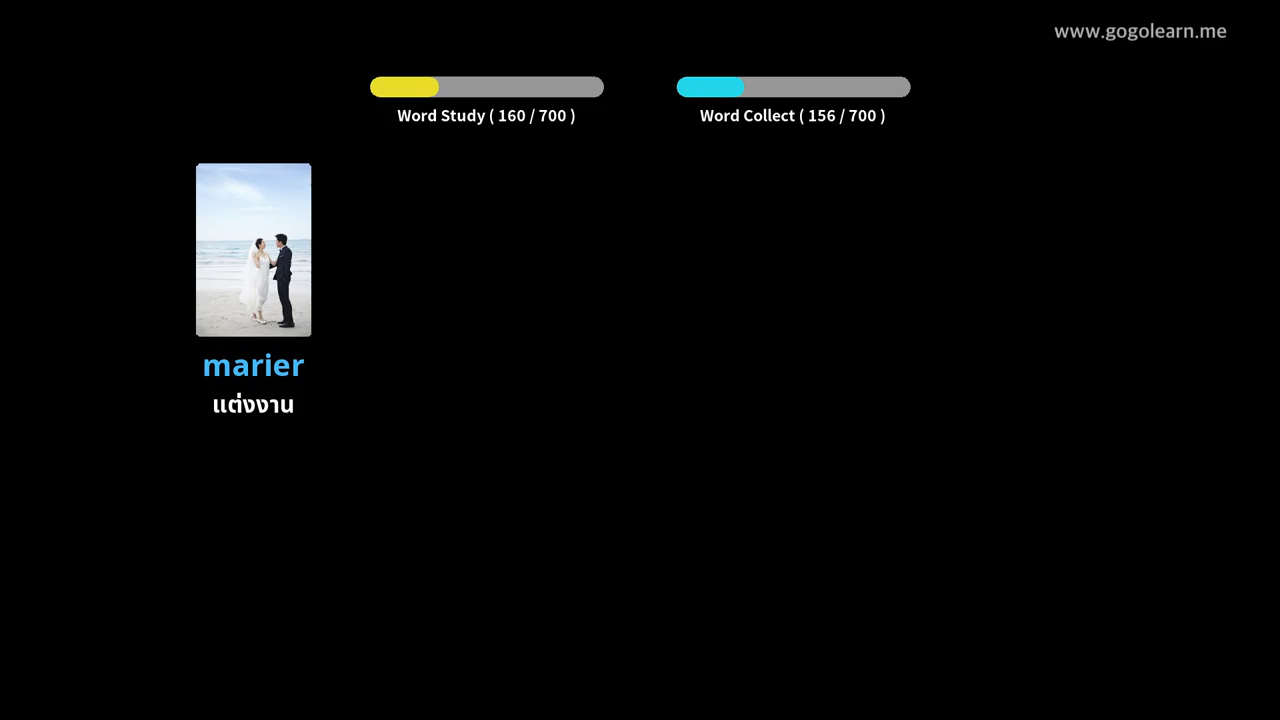 www.gogolearn.me
Word Study ( 160 / 700 )
Word Collect ( 156 / 700 )
marier
แต่งงาน